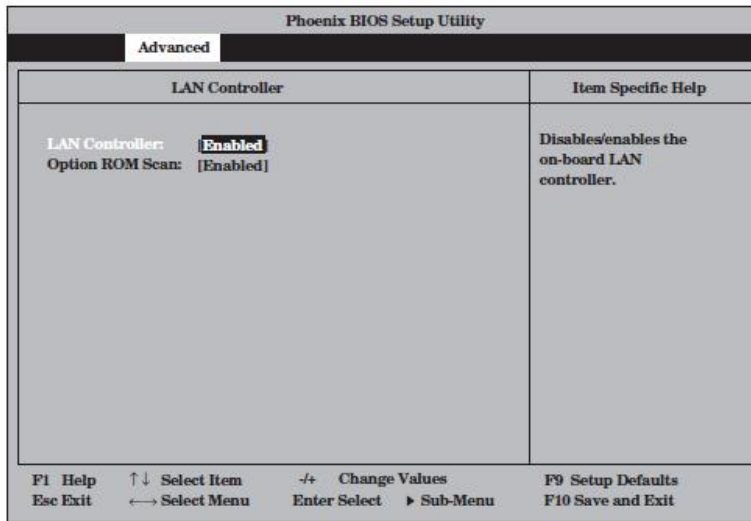 Phoenix BIOS Setup Utility
Advanced
LAN Controller
Item Specific Help
LAN Controller: [Enabled]
Option ROM Scan: [Enabled]
Disables/enables the
on-board LAN
controller.
F1 Help ↑↓ Select Item -/+ Change Values F9 Setup Defaults
Esc Exit ←→ Select Menu Enter Select ▶ Sub-Menu F10 Save and Exit